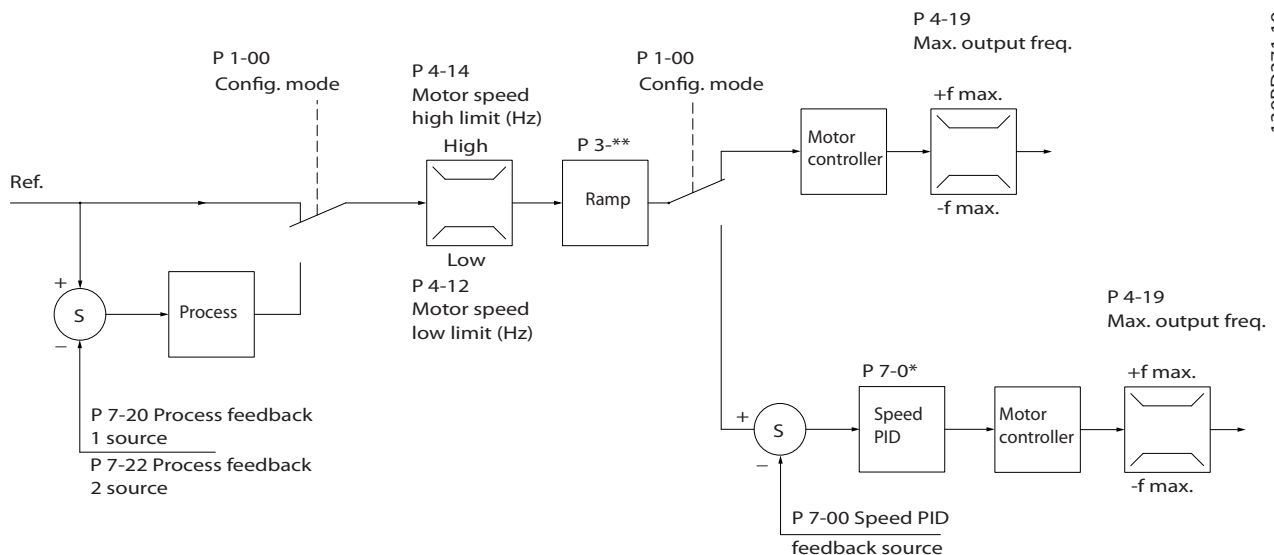 P 4-19
Max. output freq.
P 1-00
Config. mode
P 4-14
Motor speed
high limit (Hz)
High
P 1-00
Config. mode
+f max.
P 3-**
Motor
controller
Ref.
Ramp
-f max.
Low
P 4-12
Motor speed
low limit (Hz)
+
S
_
Process
P 4-19
Max. output freq.
P 7-20 Process feedback
1 source
P 7-22 Process feedback
2 source
P 7-0*
+f max.
+
S
_
Speed
PID
Motor
controller
-f max.
P 7-00 Speed PID
feedback source